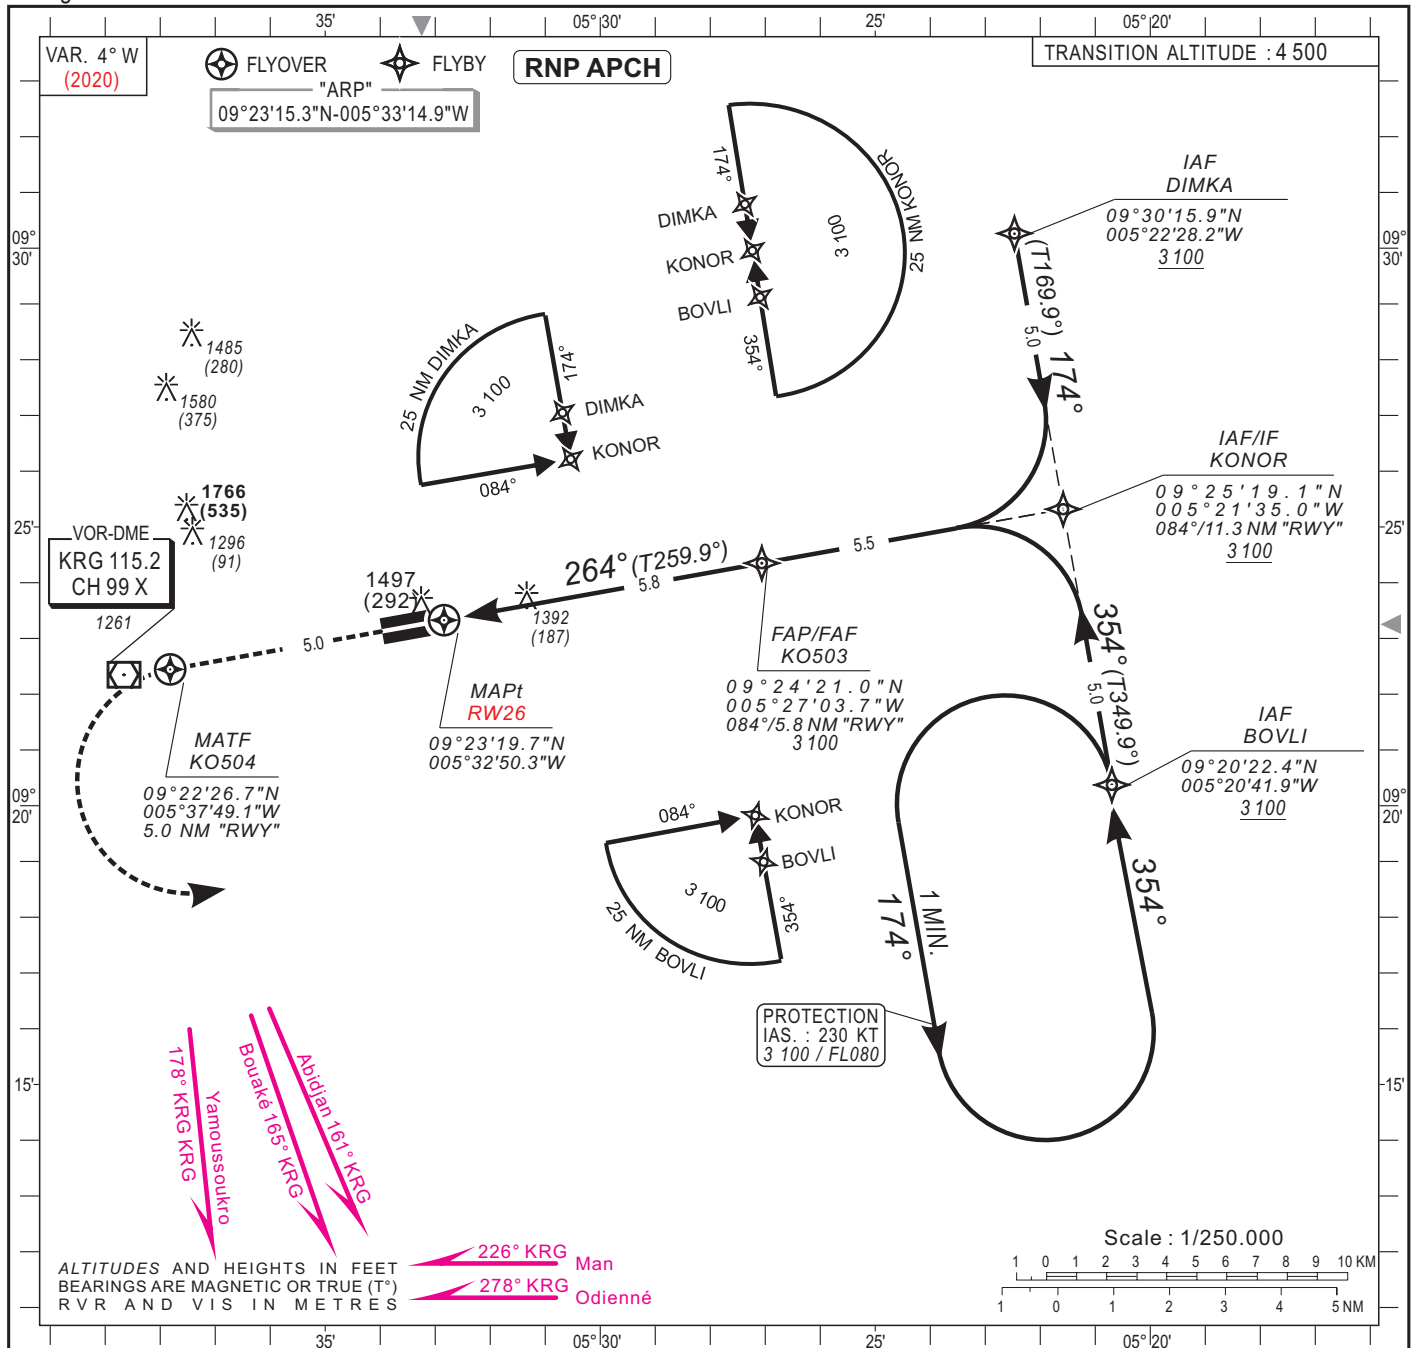 35'
05°30'
25'
05°20'
VAR. 4° W
(2020)
FLYOVER
FLYBY
RNP APCH
TRANSITION ALTITUDE : 4 500
"ARP"
09°23'15.3"N-005°33'14.9"W
174°
DIMKA
KONOR
BOVLI
354°
3 100
25 NM KONOR
IAF
DIMKA
09°30'15.9"N
005°22'28.2"W
3 100
09°
30'
09°
30'
(T169.9°)
5.0
174°
1485
(280)
1580
(375)
25 NM DIMKA
3 100
174°
DIMKA
KONOR
084°
IAF/IF
KONOR
09°25'19.1"N
005°21'35.0"W
084°/11.3 NM "RWY"
3 100
1766
(535)
1296
(91)
25'
25'
VOR-DME
KRG 115.2
CH 99 X
1261
1497
(292)
264° (T259.9°)
5.8
5.5
1392
(187)
5.0
FAP/FAF
KO503
09°24'21.0"N
005°27'03.7"W
084°/5.8 NM "RWY"
3 100
354° (T349.9°)
5.0
MAPt
RW26
09°23'19.7"N
005°32'50.3"W
MATF
KO504
09°22'26.7"N
005°37'49.1"W
5.0 NM "RWY"
IAF
BOVLI
09°20'22.4"N
005°20'41.9"W
3 100
09°
20'
09°
20'
084°
KONOR
BOVLI
3 100
354°
25 NM BOVLI
1 MIN.
174°
354°
PROTECTION
IAS. : 230 KT
3 100 / FL080
15'
15'
178° KRG KRG
Yamoussoukro
Bouaké 165° KRG
Abidjan 161° KRG
226° KRG
Man
278° KRG
Odienné
ALTITUDES AND HEIGHTS IN FEET
BEARINGS ARE MAGNETIC OR TRUE (T°)
RVR AND VIS IN METRES
Scale : 1/250.000
1 0 1 2 3 4 5 6 7 8 9 10 KM
1 0 1 2 3 4 5 NM
35'
05°30'
25'
05°20'